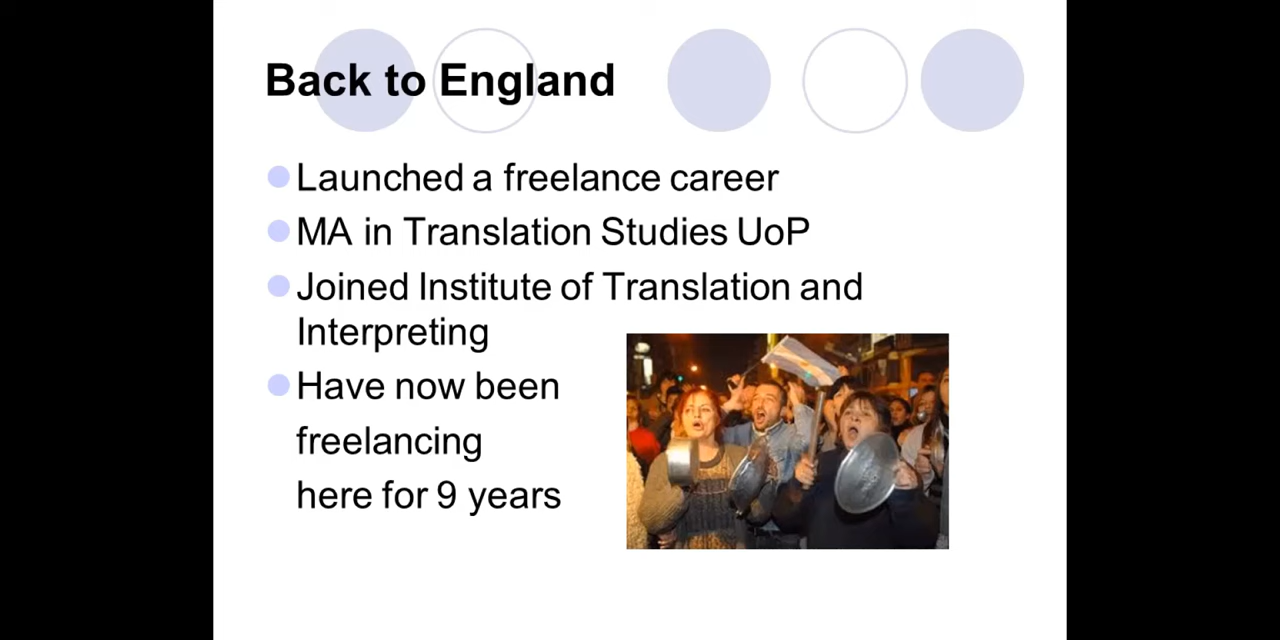 Back to England
Launched a freelance career
MA in Translation Studies UoP
Joined Institute of Translation and
Interpreting
Have now been
freelancing
here for 9 years